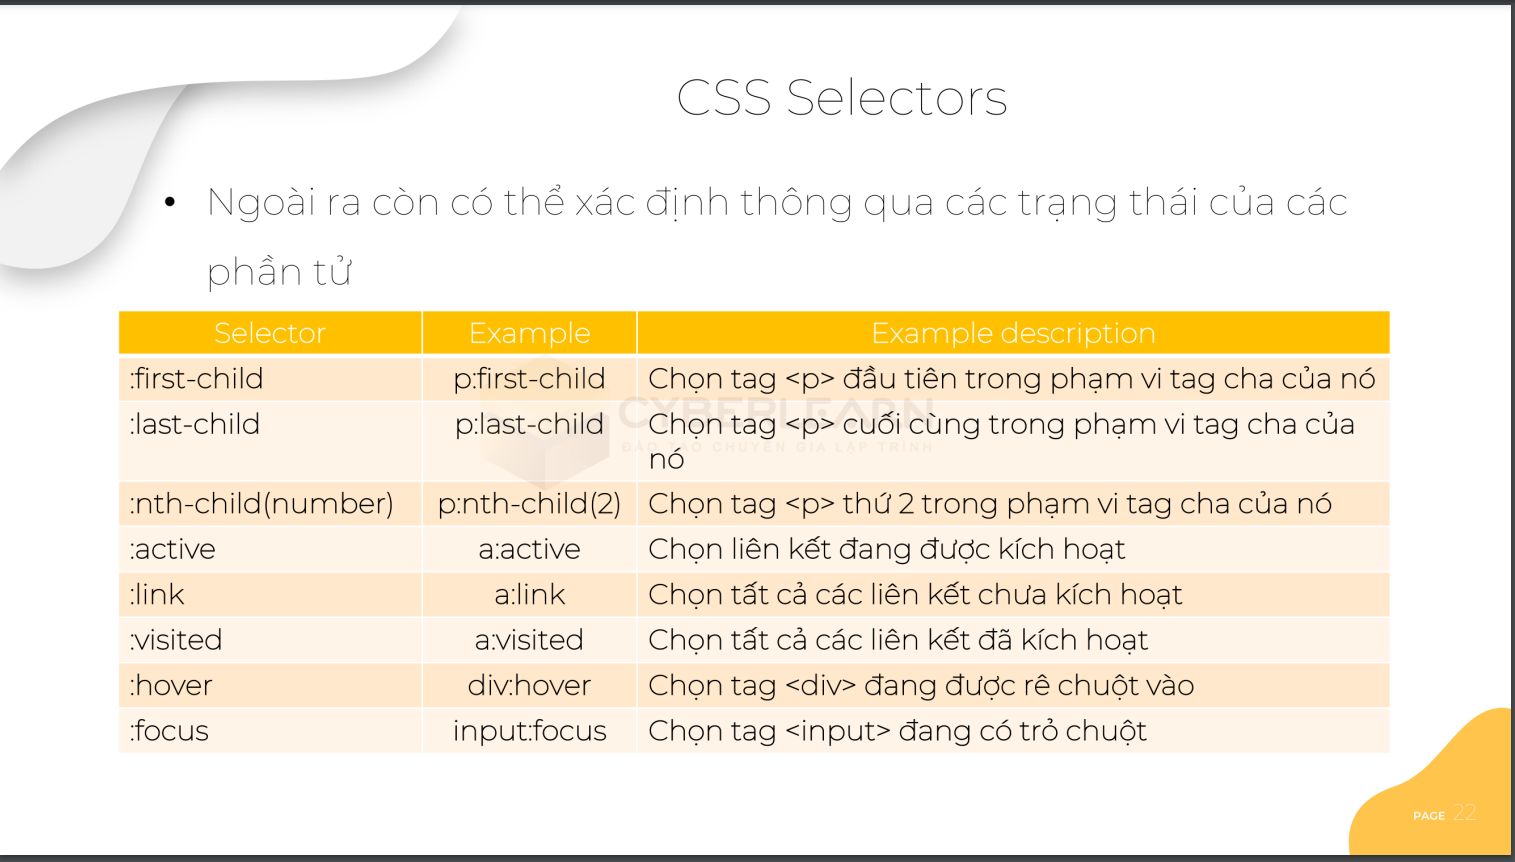 CSS Selectors
• Ngoài ra còn có thể xác định thông qua các trạng thái của các
phần tử
Selector Example Example description
:first-child p:first-child Chọn tag <p> đầu tiên trong phạm vi tag cha của nó
:last-child p:last-child Chọn tag <p> cuối cùng trong phạm vi tag cha của
nó
:nth-child(number) p:nth-child(2) Chọn tag <p> thứ 2 trong phạm vi tag cha của nó
:active a:active Chọn liên kết đang được kích hoạt
:link a:link Chọn tất cả các liên kết chưa kích hoạt
:visited a:visited Chọn tất cả các liên kết đã kích hoạt
:hover div:hover Chọn tag <div> đang được rê chuột vào
:focus input:focus Chọn tag <input> đang có trỏ chuột
CYBERLEARN
ĐÀO TẠO CHUYÊN GIA LẬP TRÌNH
PAGE 22